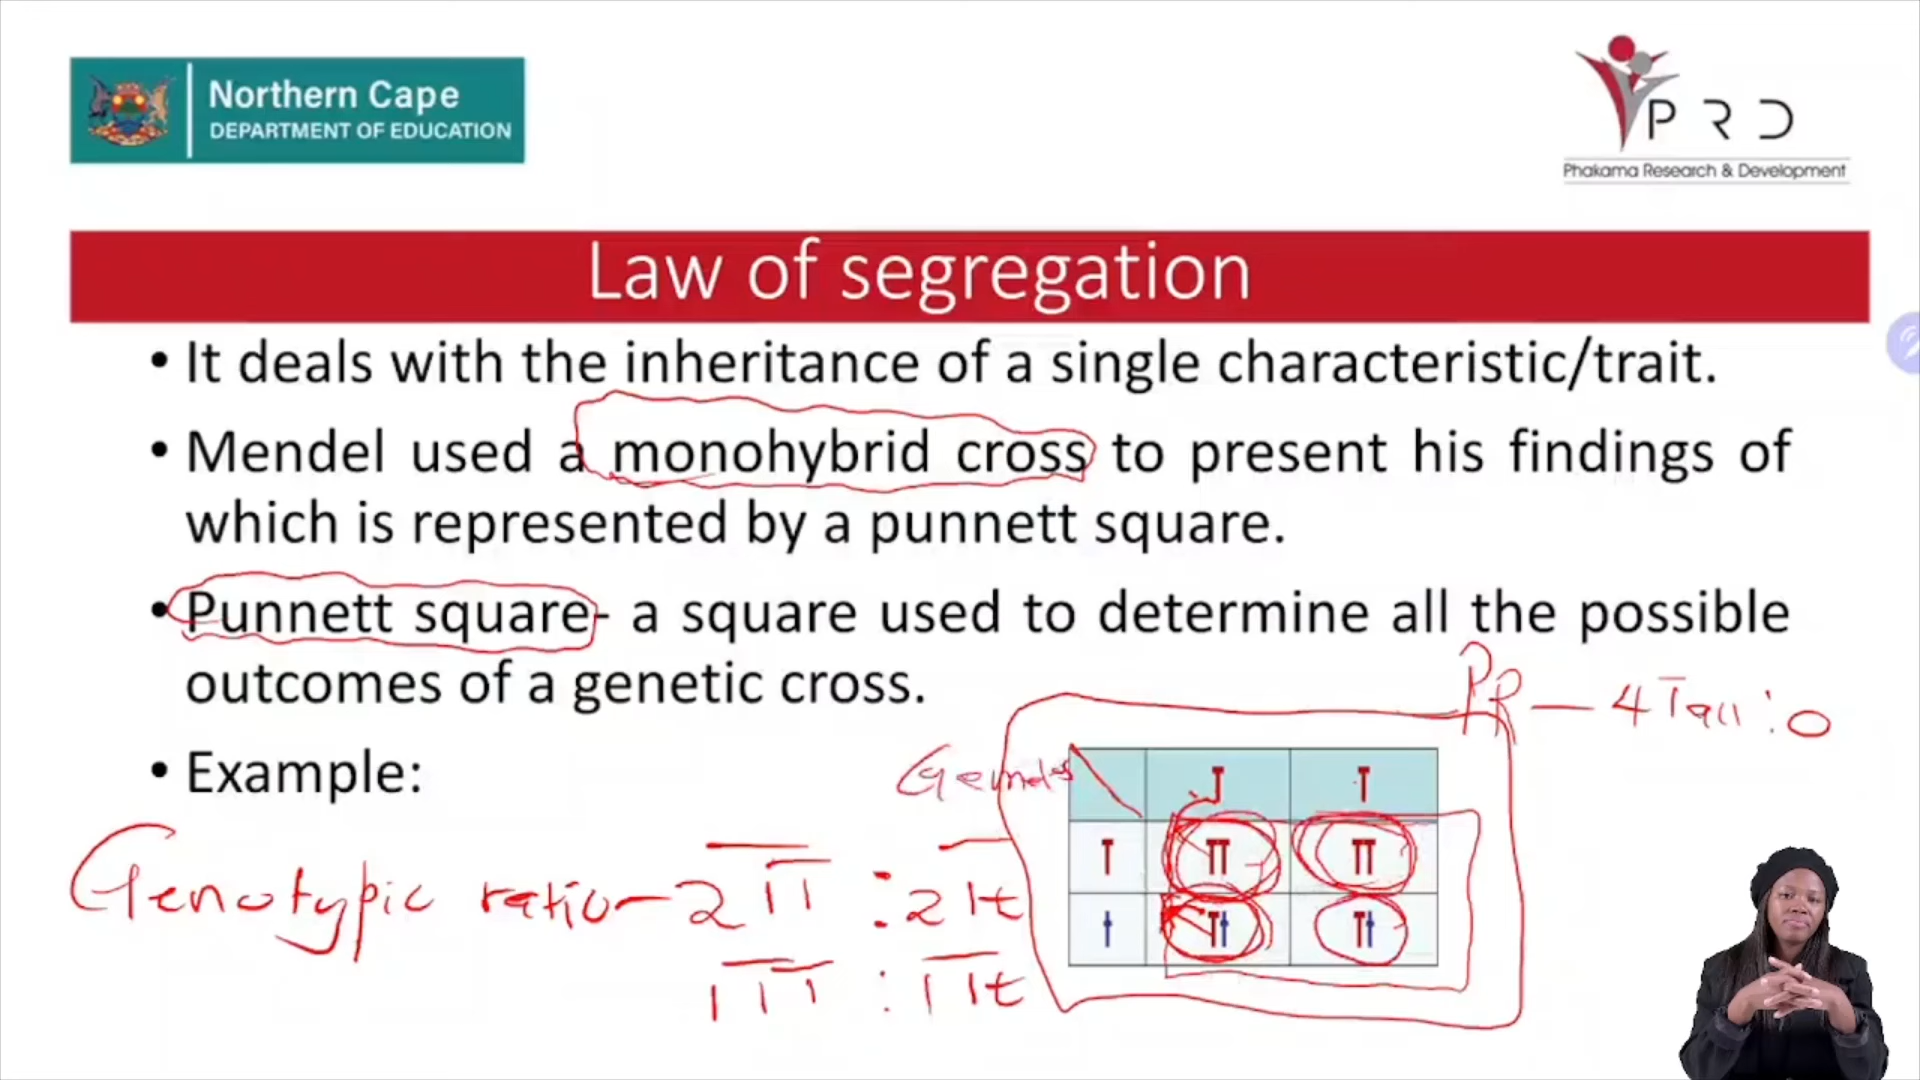 Northern Cape
DEPARTMENT OF EDUCATION
PRD
Phakama Research & Development
Law of segregation
• It deals with the inheritance of a single characteristic/trait.
• Mendel used a monohybrid cross to present his findings of
which is represented by a punnett square.
• Punnett square- a square used to determine all the possible
outcomes of a genetic cross.
PR — 4 Tall : 0
• Example:
T T
T TT TT
t Tt Tt
Genotypic ratio - 2 TT : 2 Tt
1 TT : 1 Tt